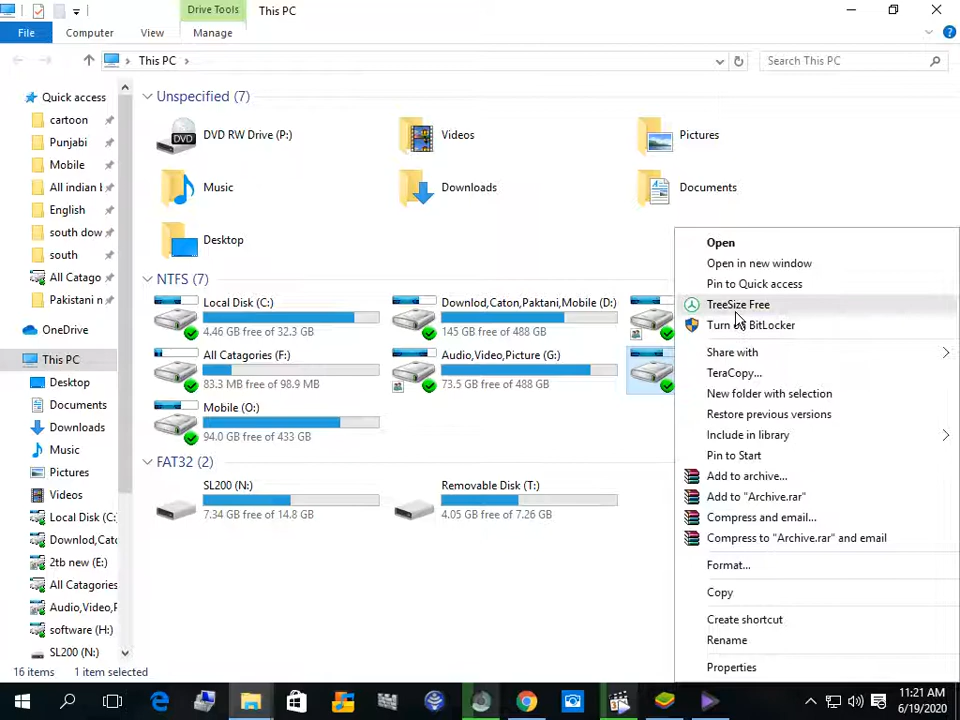 Drive Tools
This PC
File
Computer
View
Manage
This PC
Search This PC
Quick access
cartoon
Punjabi
Mobile
All indian
English
south dow
south
All Catago
Pakistani n
OneDrive
This PC
Desktop
Documents
Downloads
Music
Pictures
Videos
Local Disk (C:
Downlod,Cato
2tb new (E:)
All Catagories
Audio,Video,P
software (H:)
SL200 (N:)
Unspecified (7)
DVD RW Drive (P:)
Videos
Pictures
Music
Downloads
Documents
Desktop
NTFS (7)
Local Disk (C:)
4.46 GB free of 32.3 GB
Downlod,Caton,Paktani,Mobile (D:)
145 GB free of 488 GB
All Catagories (F:)
83.3 MB free of 98.9 MB
Audio,Video,Picture (G:)
73.5 GB free of 488 GB
Mobile (O:)
94.0 GB free of 433 GB
FAT32 (2)
SL200 (N:)
7.34 GB free of 14.8 GB
Removable Disk (T:)
4.05 GB free of 7.26 GB
Open
Open in new window
Pin to Quick access
TreeSize Free
Turn BitLocker
Share with
TeraCopy...
New folder with selection
Restore previous versions
Include in library
Pin to Start
Add to archive...
Add to "Archive.rar"
Compress and email...
Compress to "Archive.rar" and email
Format...
Copy
Create shortcut
Rename
Properties
16 items
1 item selected
11:21 AM
6/19/2020